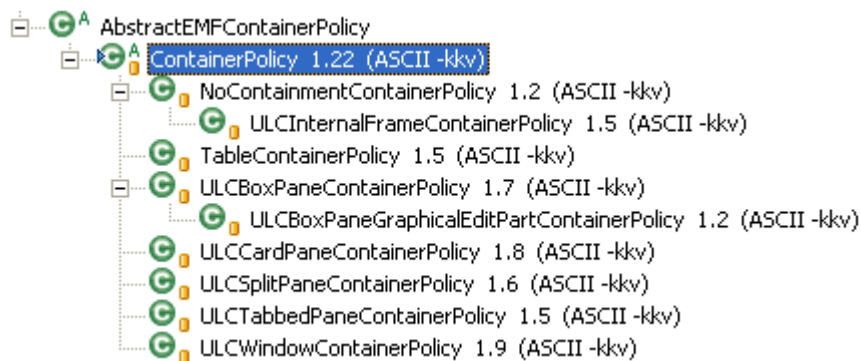 AbstractEMFContainerPolicy
ContainerPolicy 1.22 (ASCII -kkv)
NoContainmentContainerPolicy 1.2 (ASCII -kkv)
ULCInternalFrameContainerPolicy 1.5 (ASCII -kkv)
TableContainerPolicy 1.5 (ASCII -kkv)
ULCBoxPaneContainerPolicy 1.7 (ASCII -kkv)
ULCBoxPaneGraphicalEditPartContainerPolicy 1.2 (ASCII -kkv)
ULCCardPaneContainerPolicy 1.8 (ASCII -kkv)
ULCSplitPaneContainerPolicy 1.6 (ASCII -kkv)
ULCTabbedPaneContainerPolicy 1.5 (ASCII -kkv)
ULCWindowContainerPolicy 1.9 (ASCII -kkv)